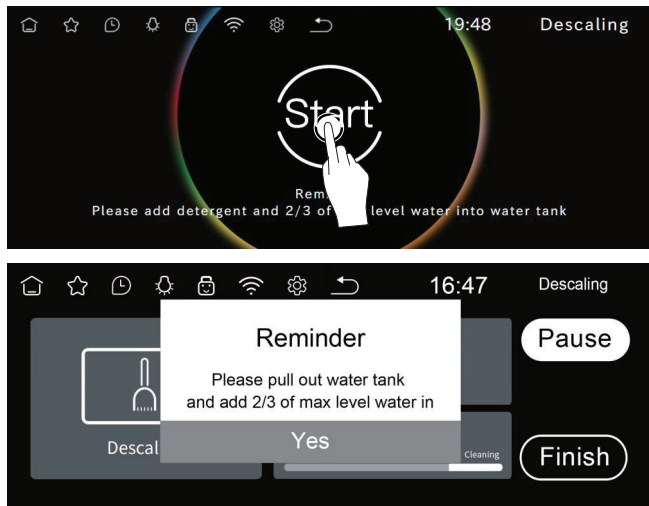 19:48 Descaling
Start
Rem
Please add detergent and 2/3 of level water into water tank
16:47 Descaling
Reminder
Please pull out water tank
and add 2/3 of max level water in
Yes
Pause
Descal
Cleaning
Finish